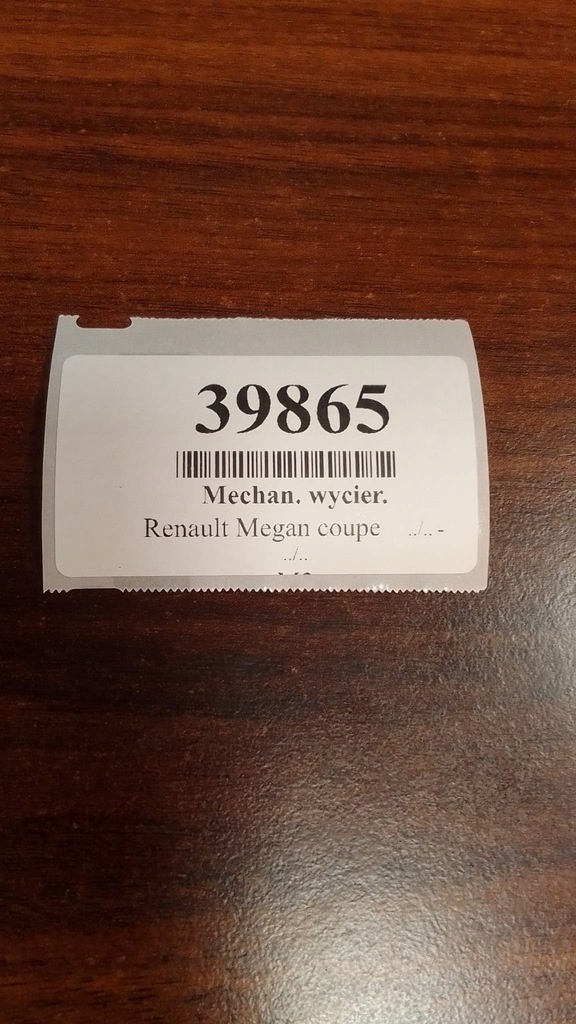 39865
Mechan. wycier.
Renault Megan coupe ../.. -
../..